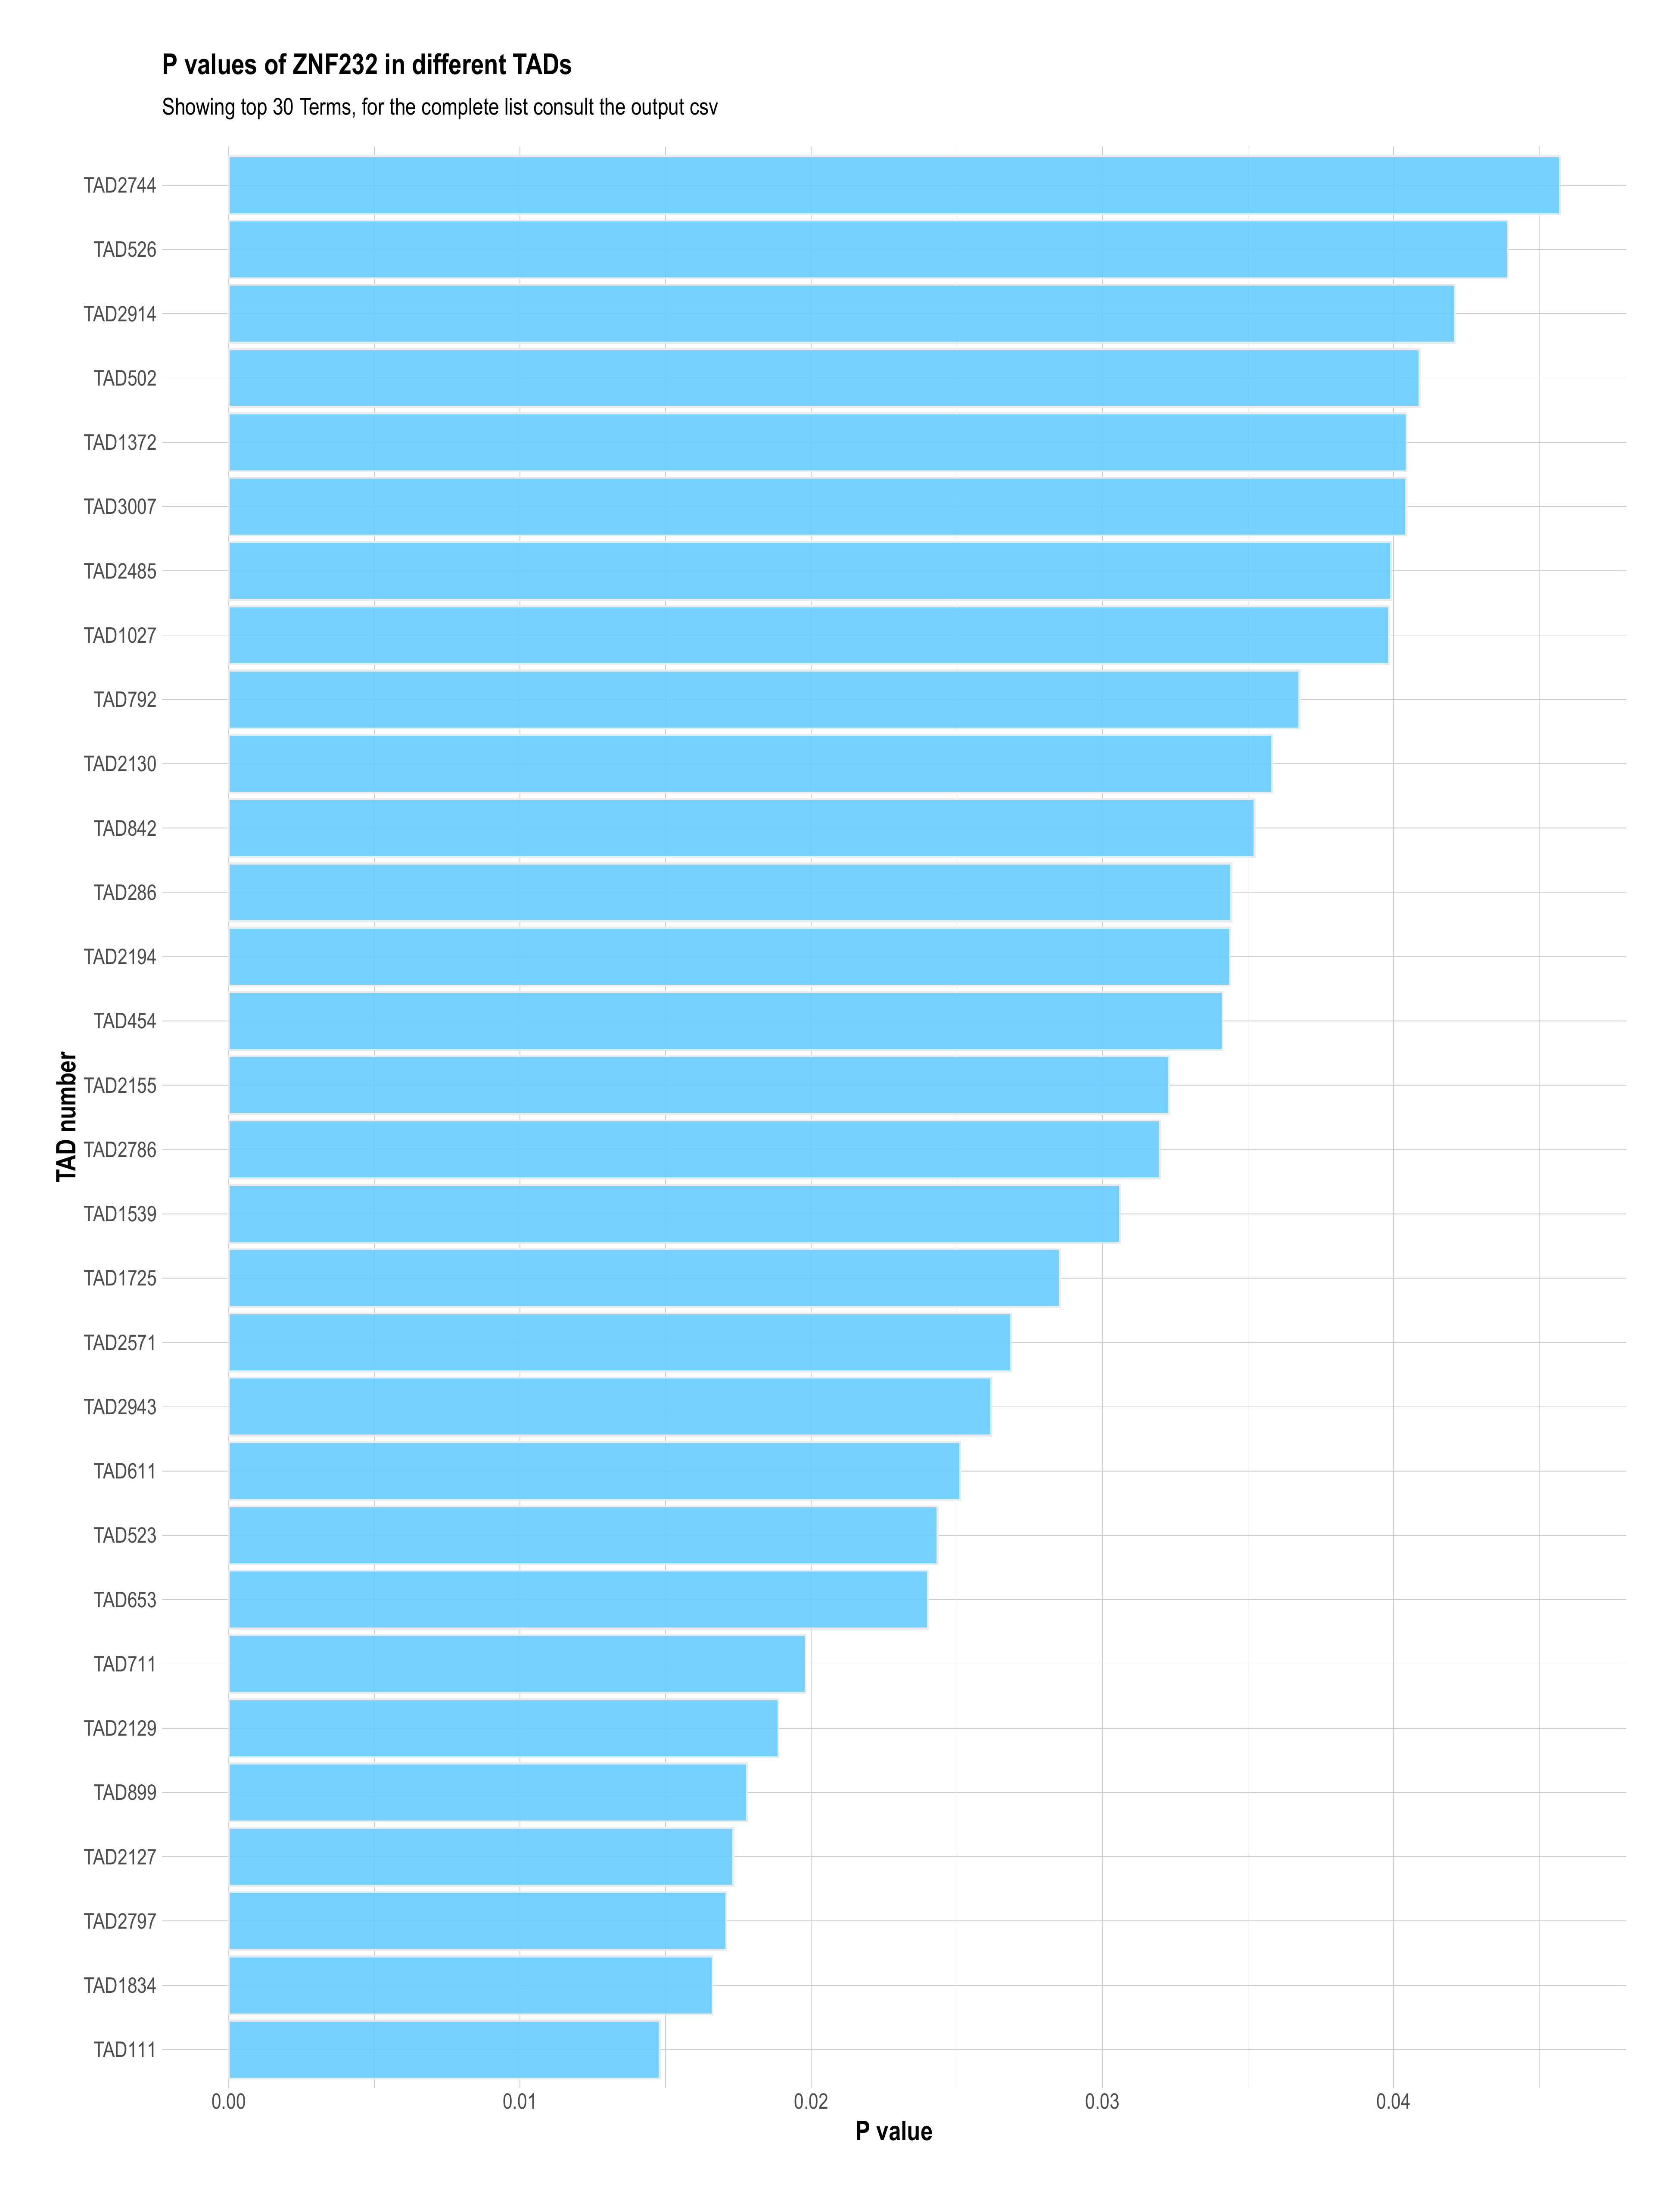 P values of ZNF232 in different TADs
Showing top 30 Terms, for the complete list consult the output csv
TAD number
TAD2744
TAD526
TAD2914
TAD502
TAD1372
TAD3007
TAD2485
TAD1027
TAD792
TAD2130
TAD842
TAD286
TAD2194
TAD454
TAD2155
TAD2786
TAD1539
TAD1725
TAD2571
TAD2943
TAD611
TAD523
TAD653
TAD711
TAD2129
TAD899
TAD2127
TAD2797
TAD1834
TAD111
0.00 0.01 0.02 0.03 0.04
P value